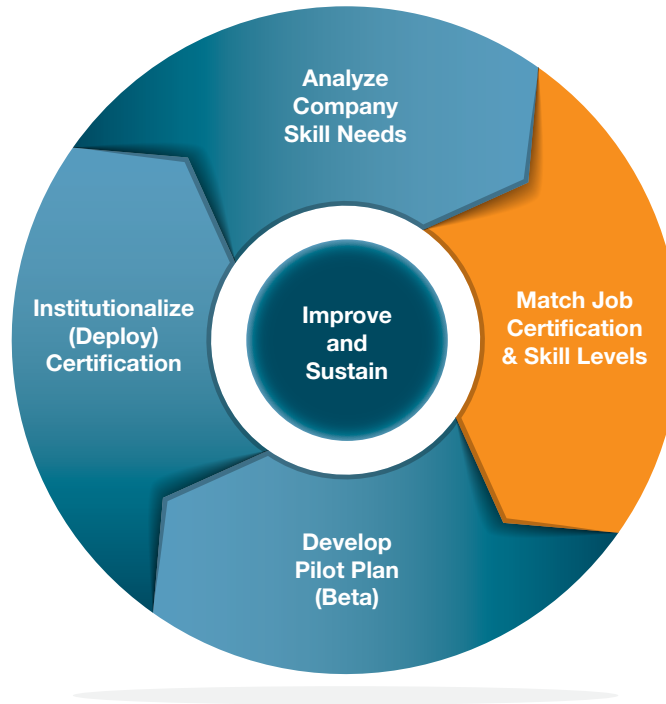 Analyze
Company
Skill Needs
Match Job
Certification
& Skill Levels
Develop
Pilot Plan
(Beta)
Institutionalize
(Deploy)
Certification
Improve
and
Sustain